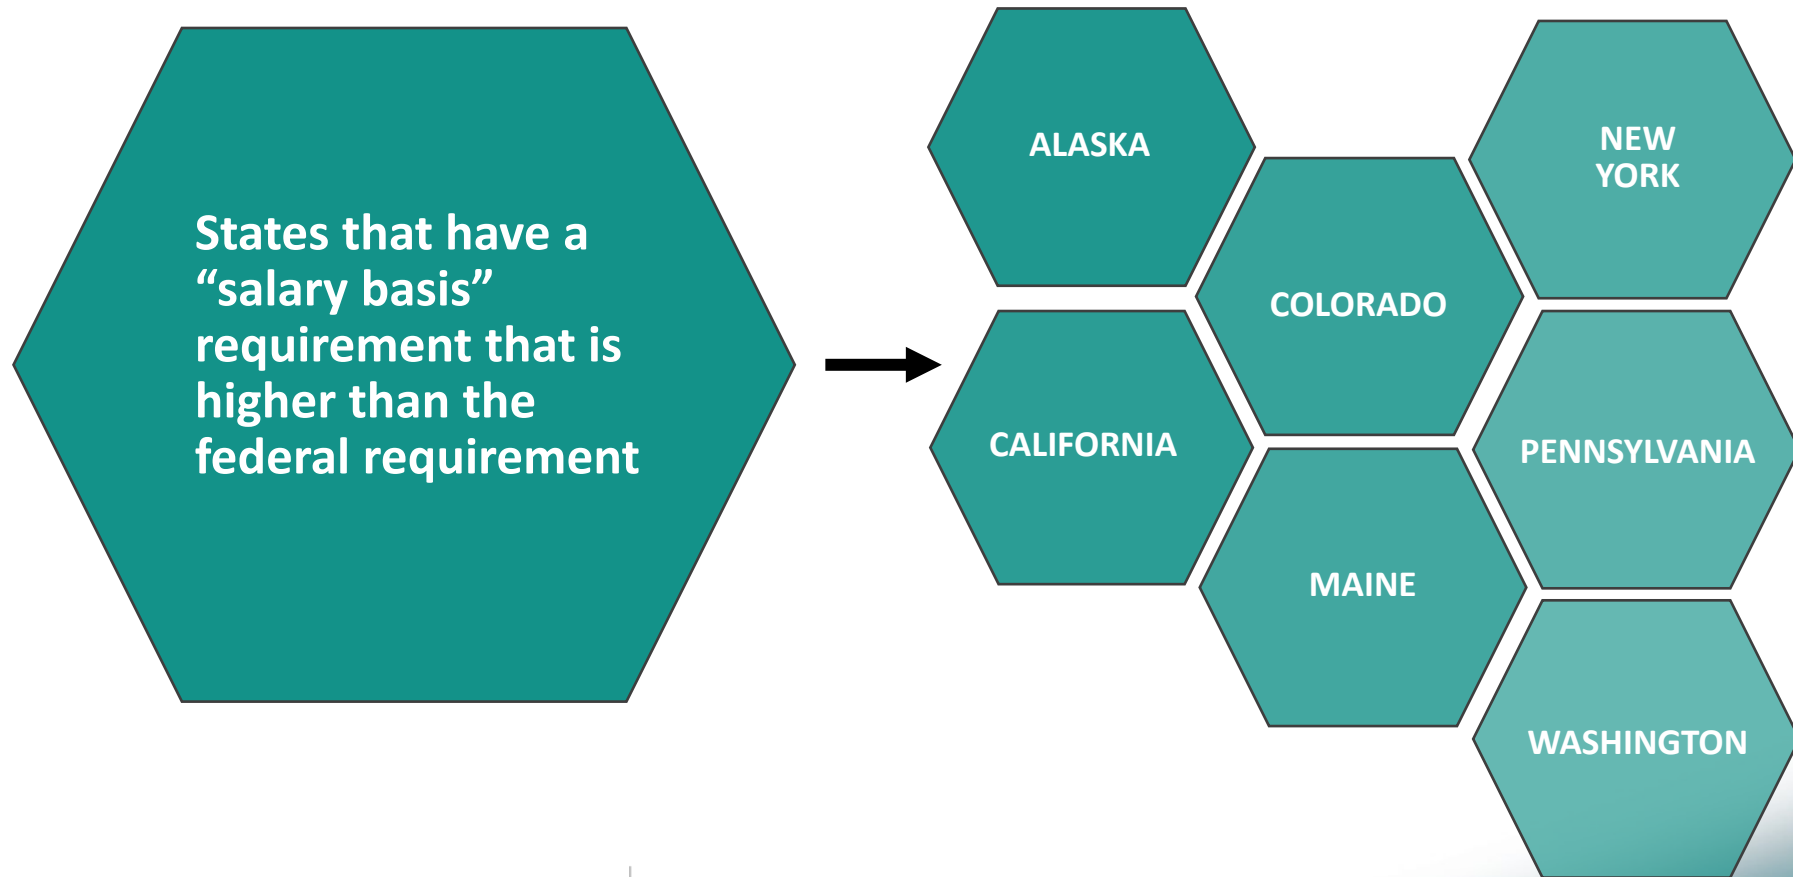 States that have a
“salary basis”
requirement that is
higher than the
federal requirement
ALASKA
CALIFORNIA
COLORADO
MAINE
NEW
YORK
PENNSYLVANIA
WASHINGTON